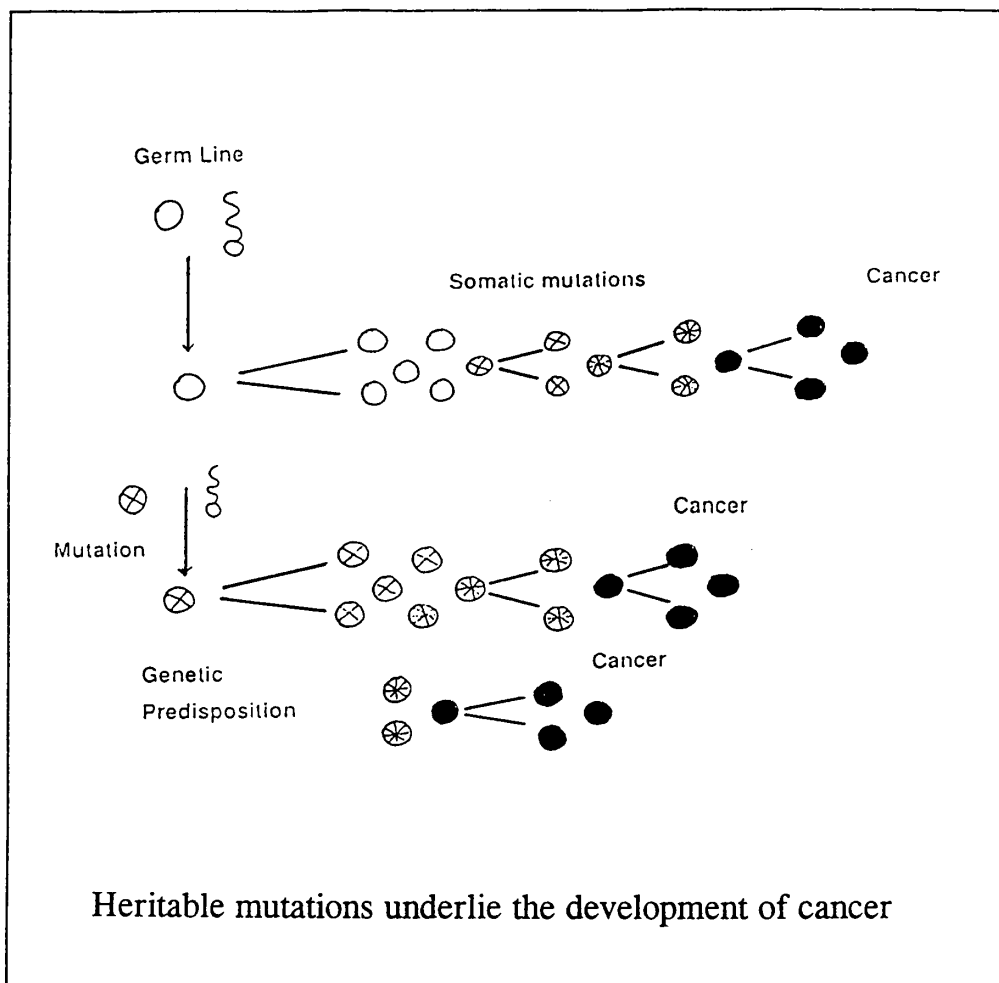 Germ Line
Somatic mutations
Cancer
Cancer
Mutation
Cancer
Genetic
Predisposition
Heritable mutations underlie the development of cancer